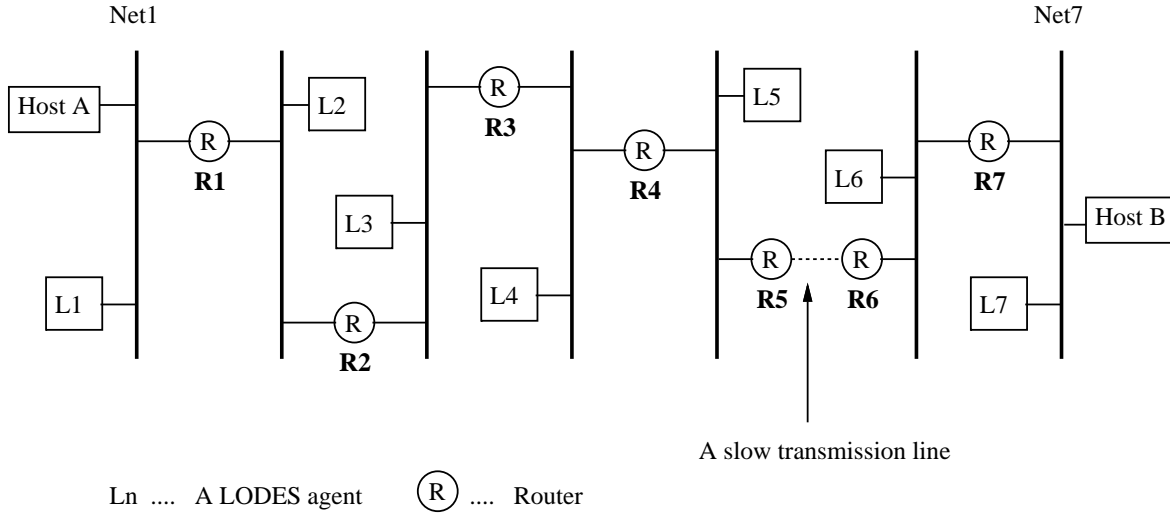 Net1
Net7
Host A
L2
R
R3
L5
R
R1
R
R4
L6
R
R7
L3
Host B
L1
L4
R
R5
R
R6
L7
R
R2
A slow transmission line
Ln .... A LODES agent R .... Router